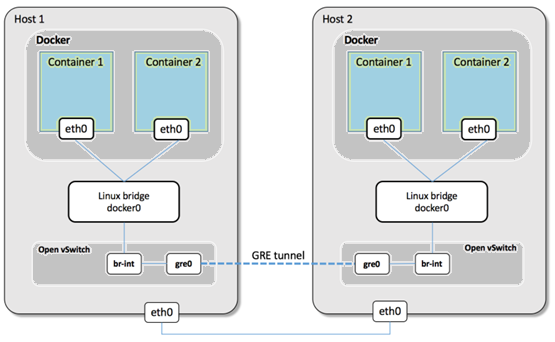 Host 1
Docker
Container 1
Container 2
eth0
eth0
Linux bridge
docker0
Open vSwitch
br-int
gre0
eth0
GRE tunnel
Host 2
Docker
Container 1
Container 2
eth0
eth0
Linux bridge
docker0
Open vSwitch
gre0
br-int
eth0